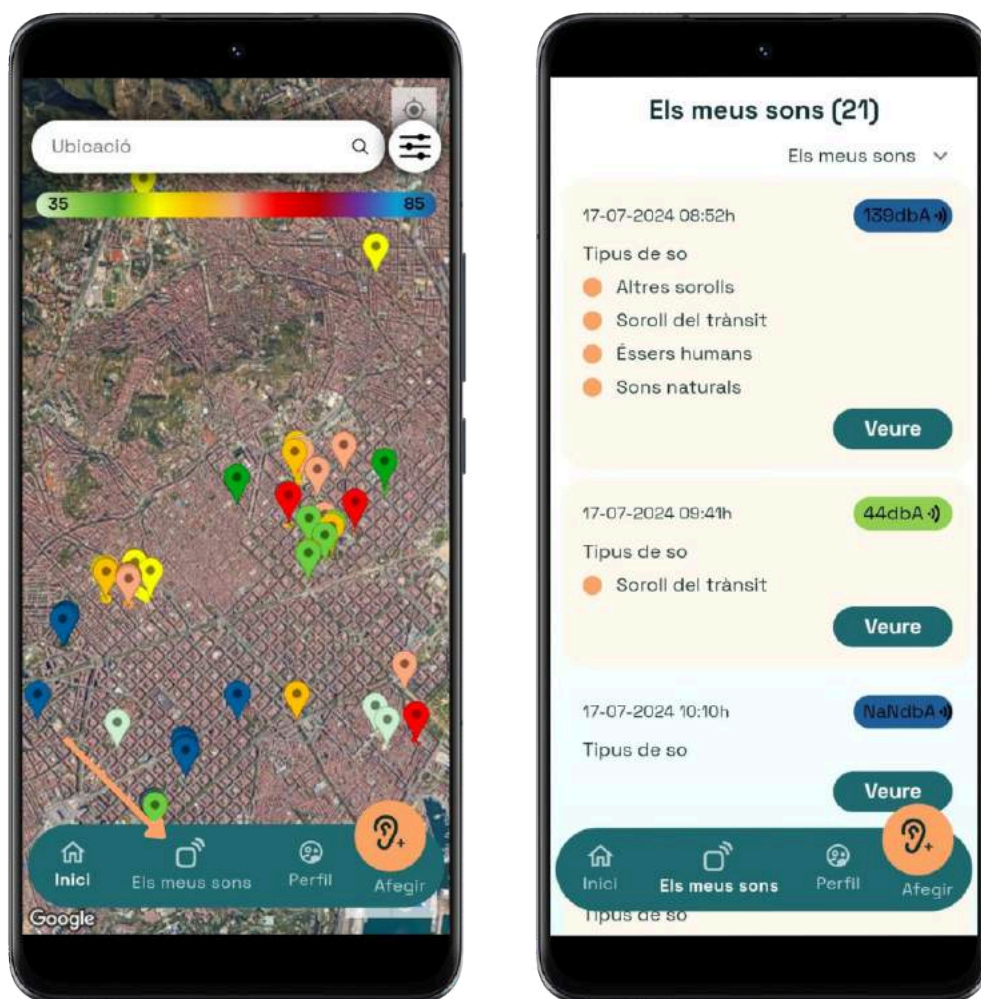 Ubicació
35
85
Inici
Els meus sons
Perfil
Afegir
Google
Els meus sons (21)
Els meus sons
17-07-2024 08:52h
139dbA
Tipus de so
Altres sorolls
Soroll del trànsit
Éssers humans
Sons naturals
Veure
17-07-2024 09:41h
44dbA
Tipus de so
Soroll del trànsit
Veure
17-07-2024 10:10h
NaNdbA
Tipus de so
Veure
Inici
Els meus sons
Perfil
Afegir
Tipus de so